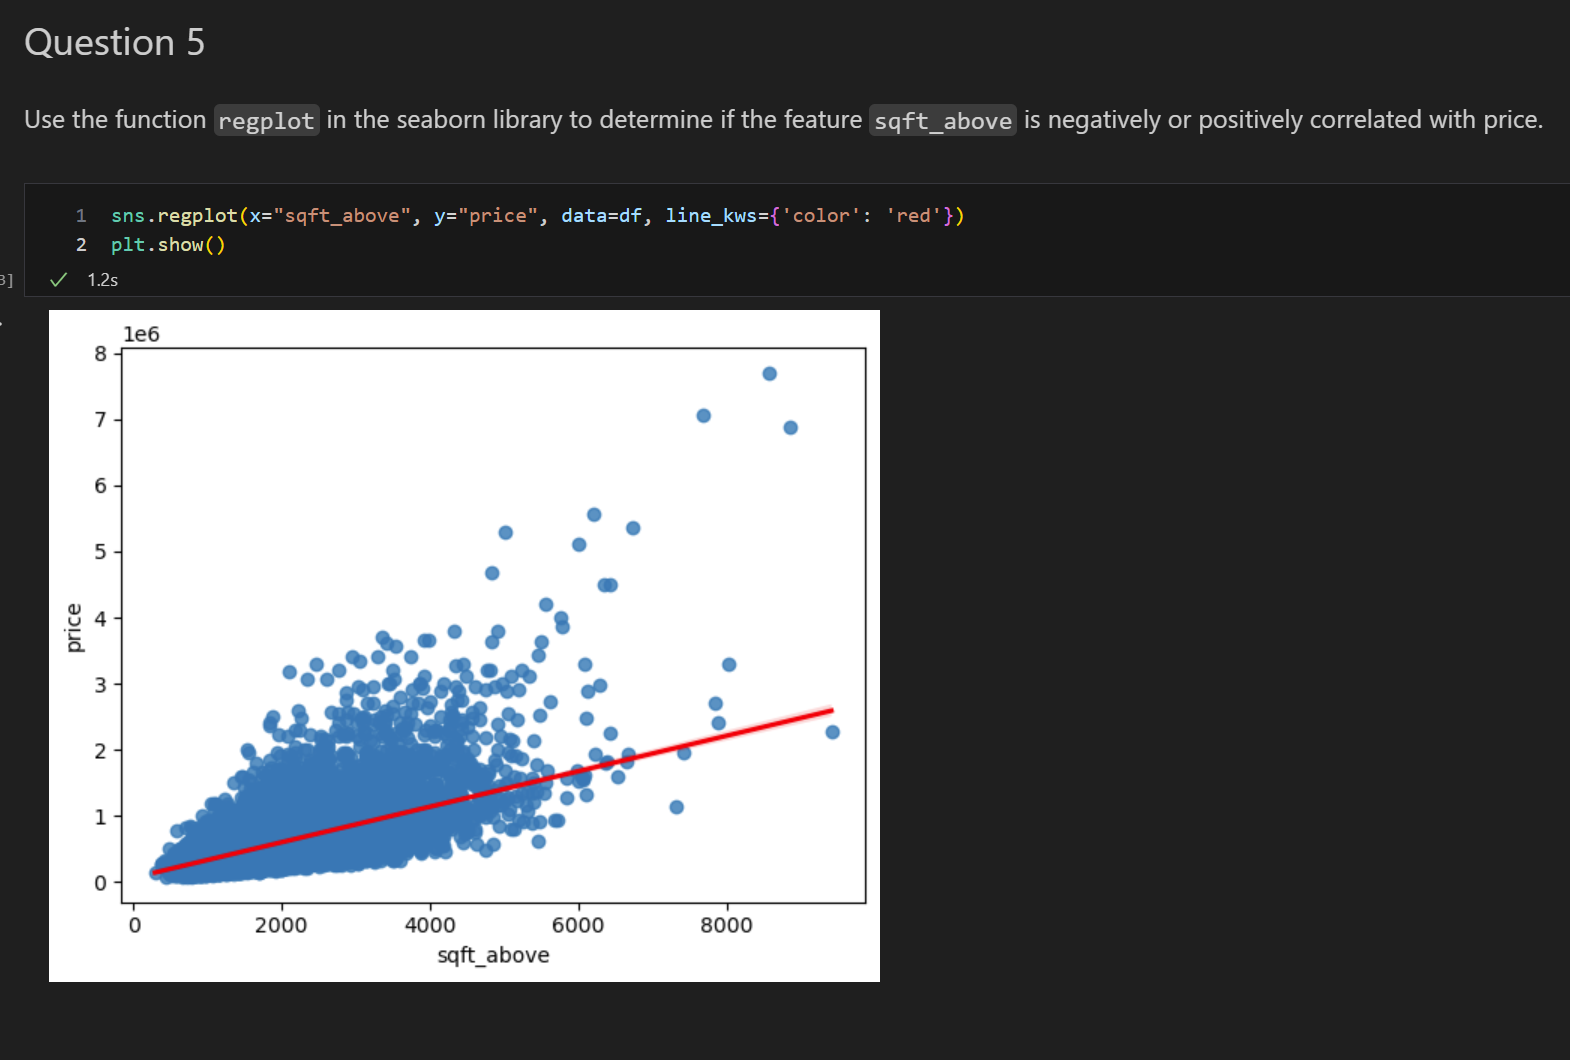 Question 5
Use the function regplot in the seaborn library to determine if the feature sqft_above is negatively or positively correlated with price.
1 sns.regplot(x="sqft_above", y="price", data=df, line_kws={'color': 'red'})
2 plt.show()
3] 1.2s
1e6
8
7
6
5
4
3
2
1
0
price
0 2000 4000 6000 8000
sqft_above